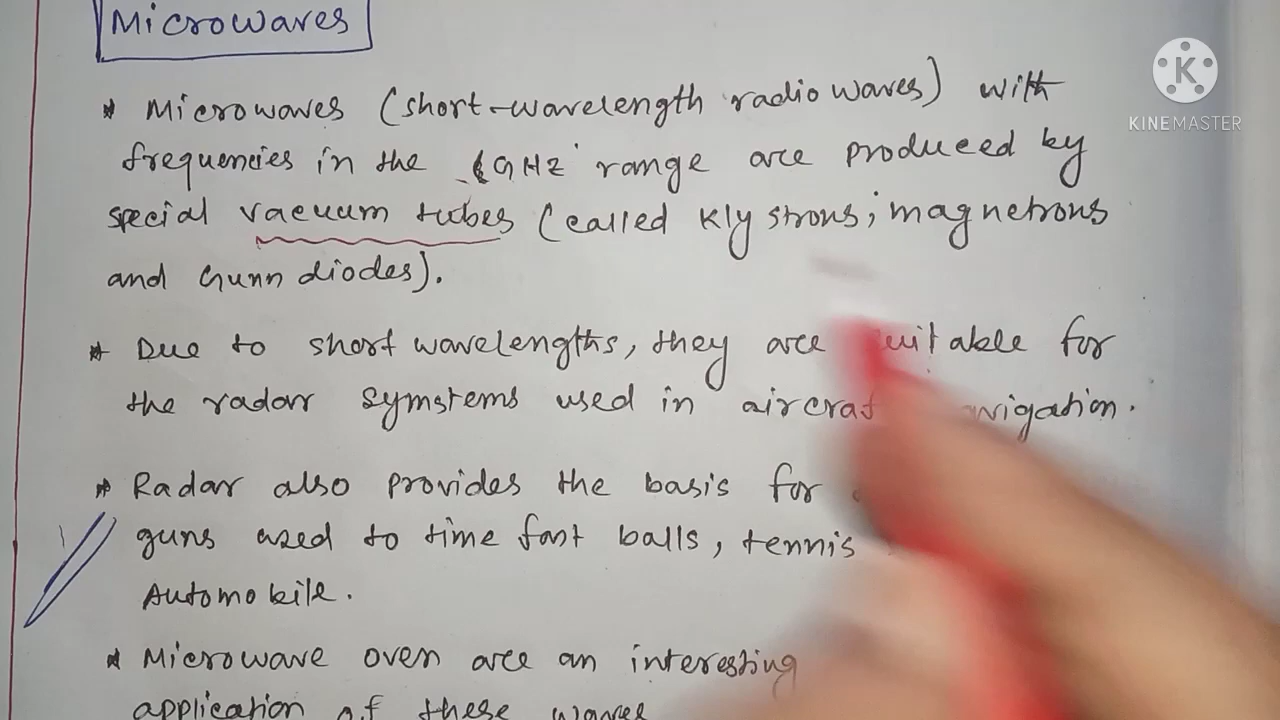 Microwaves
K
KINEMASTER
* Microwaves (short-wavelength radio waves) with
frequencies in the GHz range are produced by
special vacuum tubes (called klystrons; magnetrons
and Gunn diodes).
* Due to short wavelengths, they are suitable for
the radar symstems used in aircraf vigation.
* Radar also provides the basis for
guns used to time fast balls, tennis
Automobile.
* Microwave oven are an interesting
application of these waves